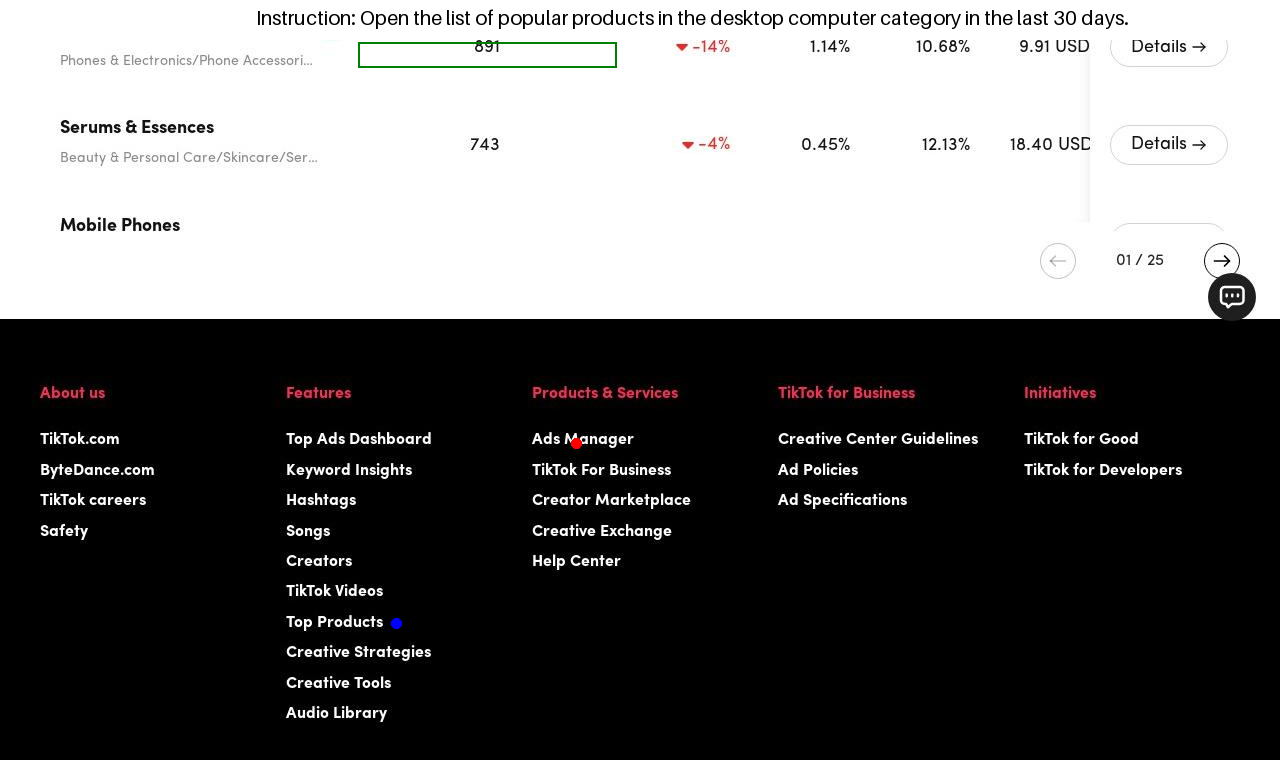 Instruction: Open the list of popular products in the desktop computer category in the last 30 days.
891 -14% 1.14% 10.68% 9.91 USD Details →
Phones & Electronics/Phone Accessori...
Serums & Essences
743 -4% 0.45% 12.13% 18.40 USD Details →
Beauty & Personal Care/Skincare/Ser...
Mobile Phones
01 / 25
About us
TikTok.com
ByteDance.com
TikTok careers
Safety
Features
Top Ads Dashboard
Keyword Insights
Hashtags
Songs
Creators
TikTok Videos
Top Products
Creative Strategies
Creative Tools
Audio Library
Products & Services
Ads Manager
TikTok For Business
Creator Marketplace
Creative Exchange
Help Center
TikTok for Business
Creative Center Guidelines
Ad Policies
Ad Specifications
Initiatives
TikTok for Good
TikTok for Developers